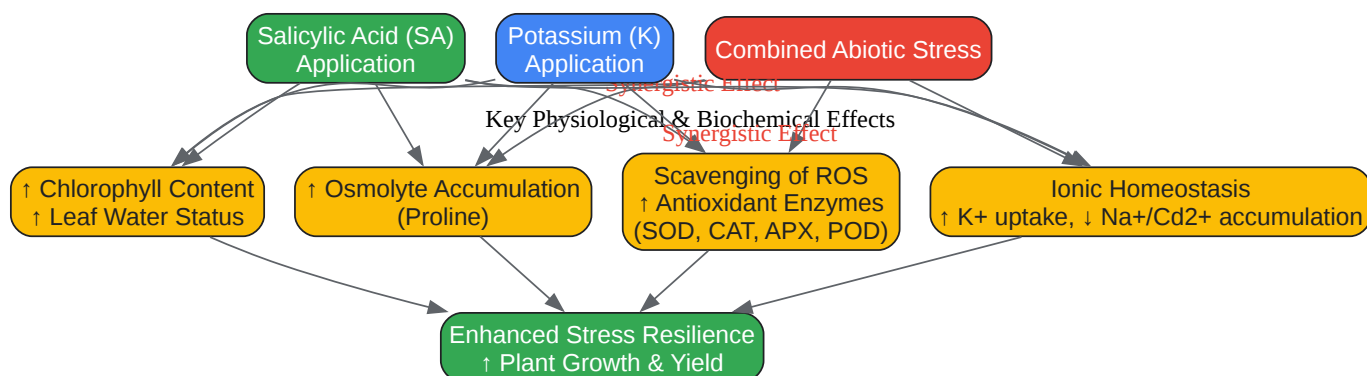 Salicylic Acid (SA)
Application
Potassium (K)
Application
Combined Abiotic Stress
Synergistic Effect
Key Physiological & Biochemical Effects
Synergistic Effect
↑ Chlorophyll Content
↑ Leaf Water Status
↑ Osmolyte Accumulation
(Proline)
Scavenging of ROS
↑ Antioxidant Enzymes
(SOD, CAT, APX, POD)
Ionic Homeostasis
↑ K+ uptake, ↓ Na+/Cd2+ accumulation
Enhanced Stress Resilience
↑ Plant Growth & Yield